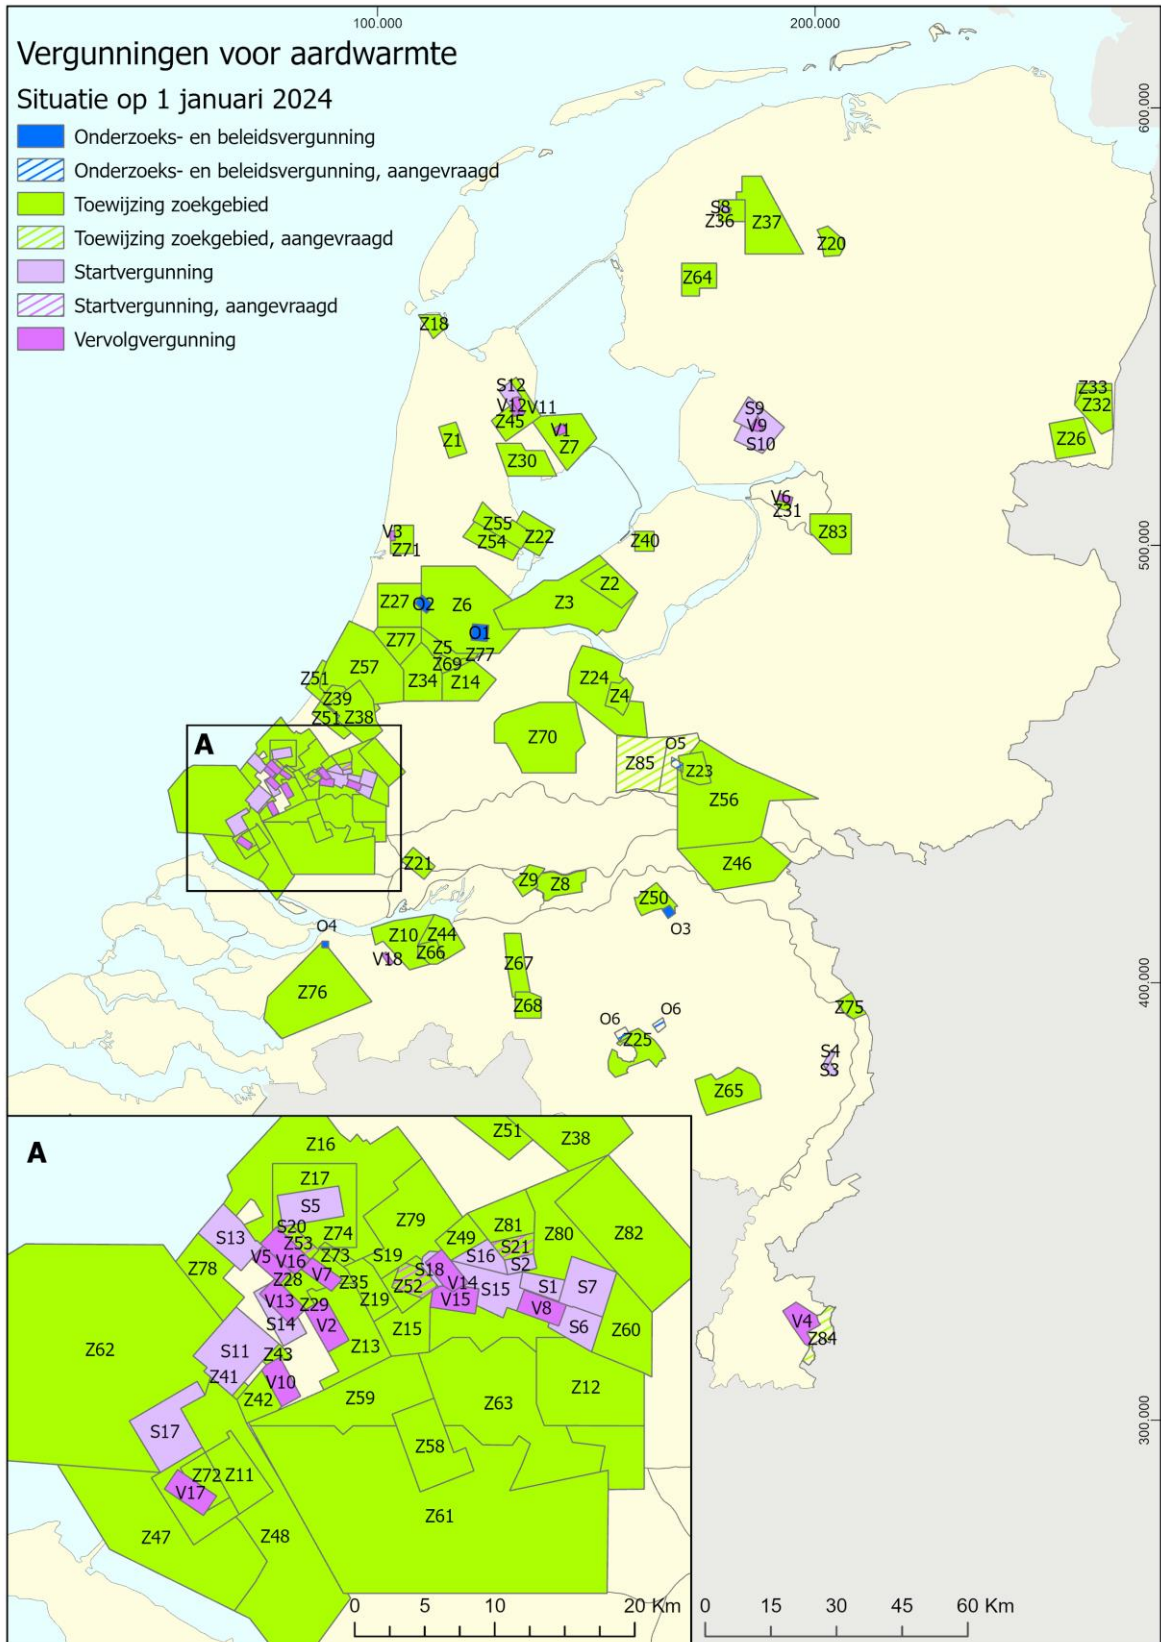 100.000
200.000
Vergunningen voor aardwarmte
Situatie op 1 januari 2024
Onderzoeks- en beleidsvergunning
Onderzoeks- en beleidsvergunning, aangevraagd
Toewijzing zoekgebied
Toewijzing zoekgebied, aangevraagd
Startvergunning
Startvergunning, aangevraagd
Vervolgvergunning
600.000
500.000
400.000
300.000
S8
Z36
Z37
Z20
Z64
Z18
S12
V12
V11
Z45
V1
Z7
Z1
Z30
S9
V9
S10
Z33
Z32
Z26
V6
Z31
Z83
V3
Z71
Z55
Z54
Z22
Z40
Z27
O2
Z6
Z3
Z2
O1
Z77
Z5
Z77
Z69
Z57
Z34
Z14
Z51
Z39
Z51
Z38
Z24
Z4
Z70
A
O5
Z85
Z23
Z56
Z46
Z21
Z9
Z8
Z50
O3
O4
Z10
Z44
Z66
V18
Z76
Z67
Z68
O6
O6
Z25
Z75
S4
S3
Z65
V4
Z84
A
Z51
Z38
Z16
Z17
S5
Z79
Z81
Z80
Z82
S13
S20
Z53
Z74
Z49
S21
V5
V16
Z73
S19
S16
S2
Z78
Z28
V7
Z35
S18
Z52
V14
S15
S1
S7
V13
Z29
Z19
V15
V8
S14
V2
Z15
S6
Z60
Z62
S11
Z13
Z43
Z41
V10
Z42
Z59
Z63
Z12
S17
Z58
Z72
Z11
V17
Z47
Z48
Z61
0 5 10 20 Km
0 15 30 45 60 Km